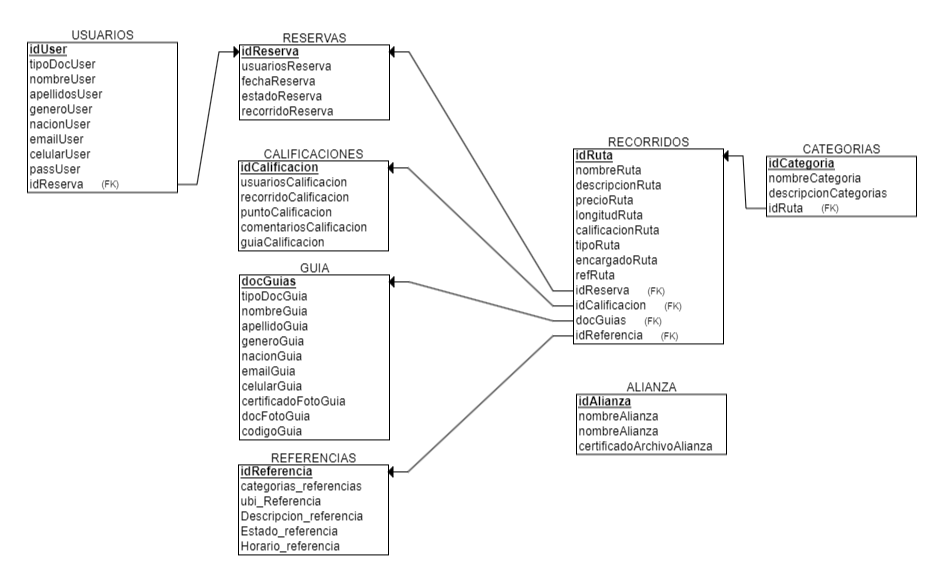 USUARIOS
idUser
tipoDocUser
nombreUser
apellidosUser
generoUser
nacionUser
emailUser
celularUser
passUser
idReserva (FK)
RESERVAS
idReserva
usuariosReserva
fechaReserva
estadoReserva
recorridoReserva
CALIFICACIONES
idCalificacion
usuariosCalificacion
recorridoCalificacion
puntoCalificacion
comentariosCalificacion
guiaCalificacion
GUIA
docGuias
tipoDocGuia
nombreGuia
apellidoGuia
generoGuia
nacionGuia
emailGuia
celularGuia
certificadoFotoGuia
docFotoGuia
codigoGuia
REFERENCIAS
idReferencia
categorias_referencias
ubi_Referencia
Descripcion_referencia
Estado_referencia
Horario_referencia
RECORRIDOS
idRuta
nombreRuta
descripcionRuta
precioRuta
longitudRuta
calificacionRuta
tipoRuta
encargadoRuta
refRuta
idReserva (FK)
idCalificacion (FK)
docGuias (FK)
idReferencia (FK)
CATEGORIAS
idCategoria
nombreCategoria
descripcionCategorias
idRuta (FK)
ALIANZA
idAlianza
nombreAlianza
nombreAlianza
certificadoArchivoAlianza